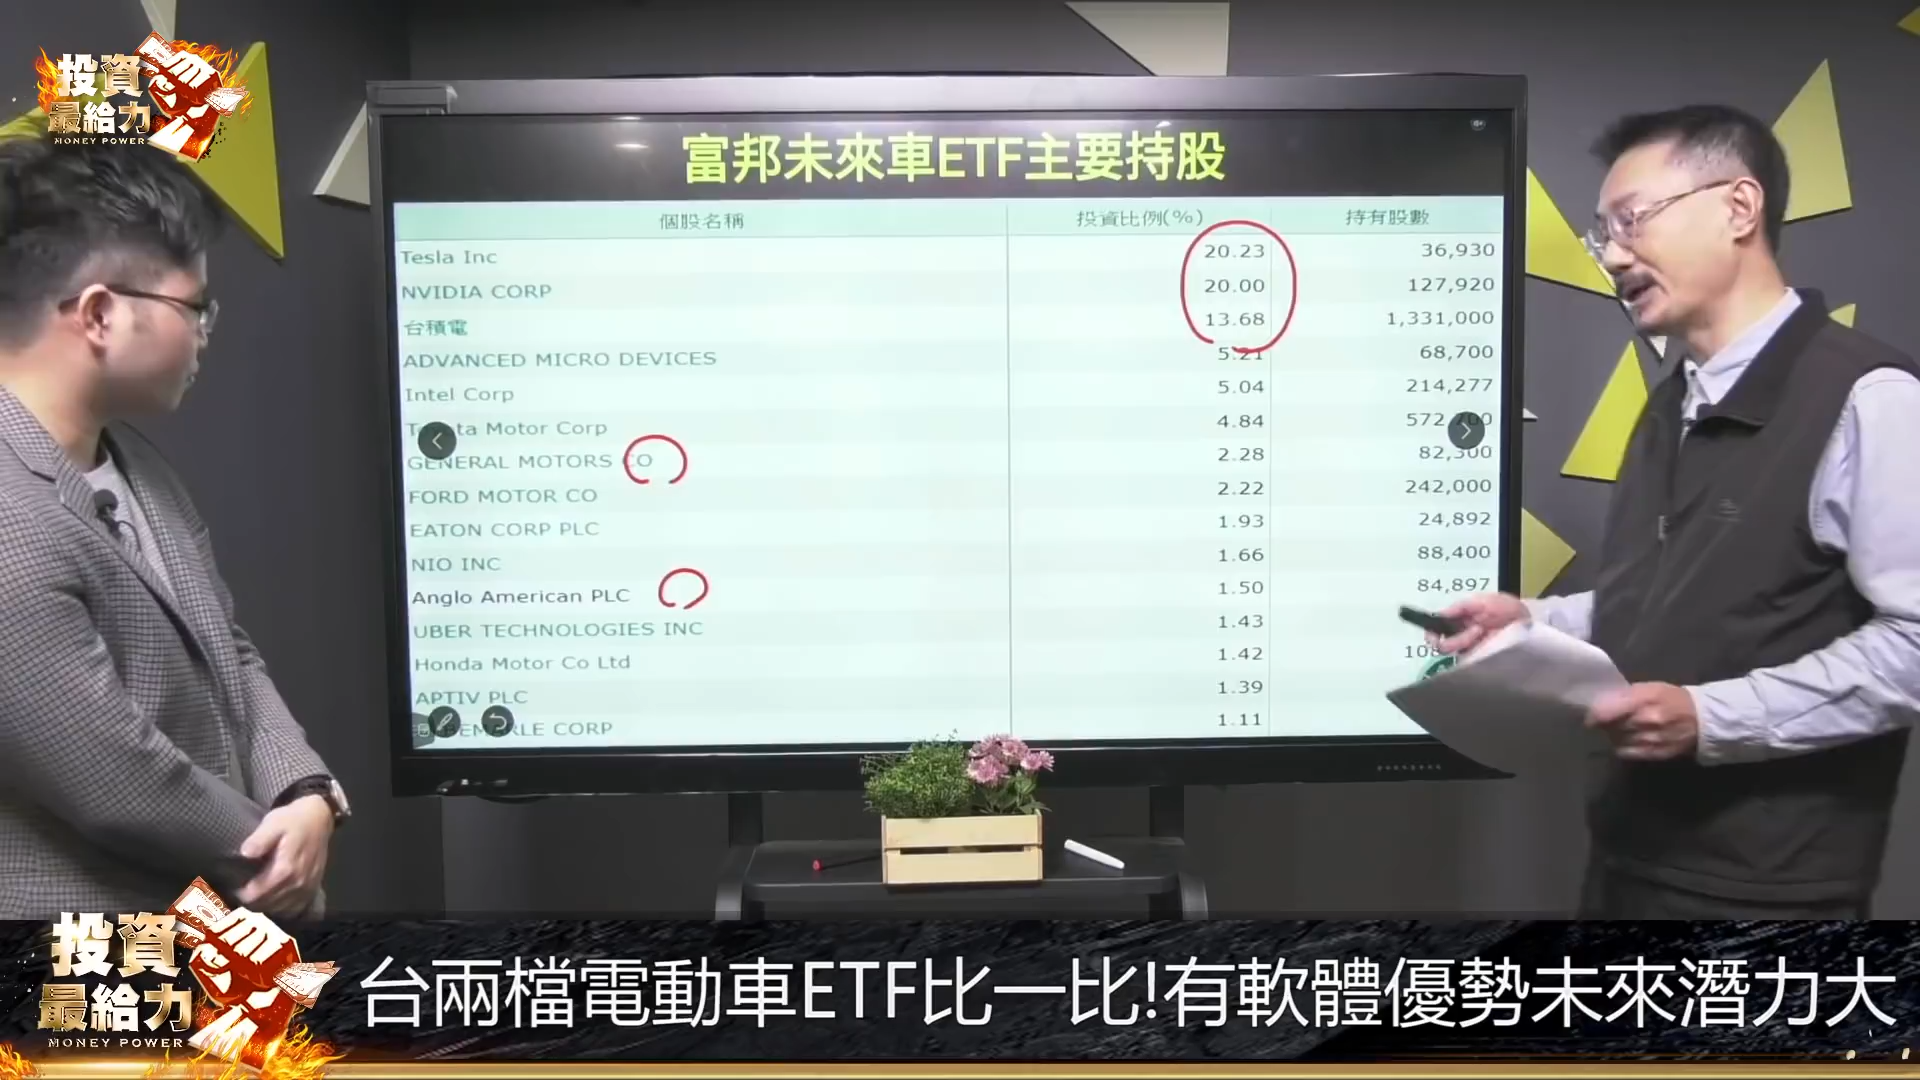 投資
最給力
MONEY POWER
富邦未來車ETF主要持股
個股名稱 投資比例(%) 持有股數
Tesla Inc 20.23 36,930
NVIDIA CORP 20.00 127,920
台積電 13.68 1,331,000
ADVANCED MICRO DEVICES 5.21 68,700
Intel Corp 5.04 214,277
Motor Corp 4.84
GENERAL MOTORS CO 2.28 82,300
FORD MOTOR CO 2.22 242,000
EATON CORP PLC 1.93 24,892
NIO INC 1.66 88,400
Anglo American PLC 1.50 84,897
UBER TECHNOLOGIES INC 1.43
Honda Motor Co Ltd 1.42
APTIV PLC 1.39
CORP 1.11
投資
最給力
MONEY POWER
台兩檔電動車ETF比一比!有軟體優勢未來潛力大